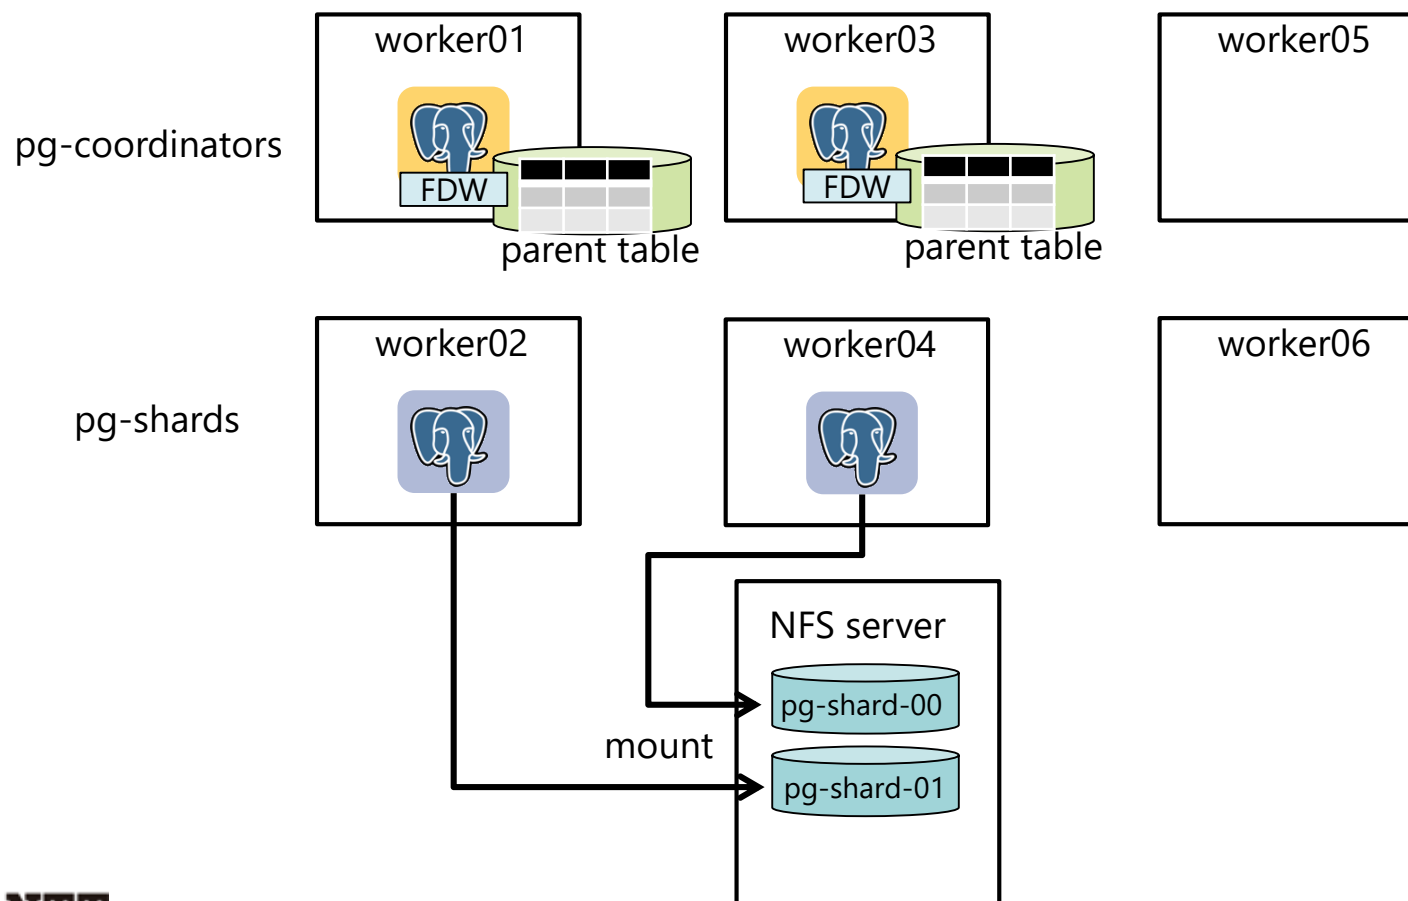 worker01
worker03
worker05
pg-coordinators
FDW
FDW
parent table
parent table
worker02
worker04
worker06
pg-shards
NFS server
pg-shard-00
mount
pg-shard-01